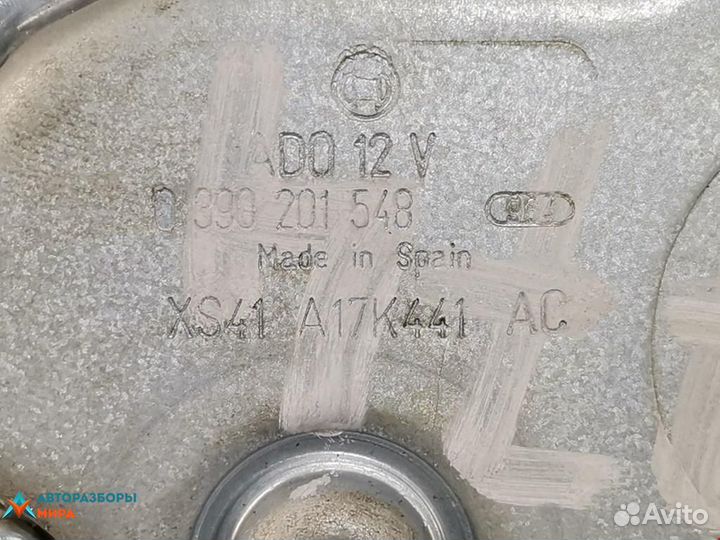 ADO 12 V
0 390 201 548
Made in Spain
XS41 A17K441 AC
АВТОРАЗБОРЫ
МИРА
Avito